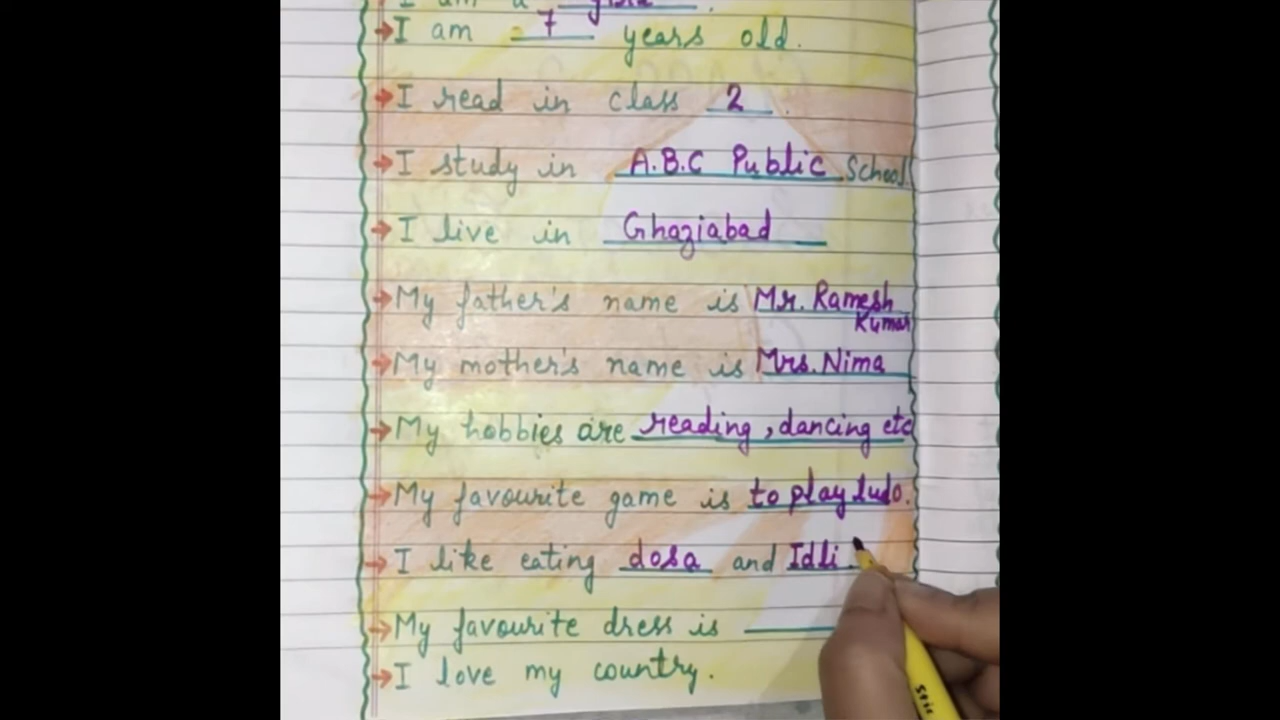 I am a girl.
I am 7 years old.
I read in class 2.
I study in A.B.C Public School.
I live in Ghaziabad
My father's name is Mr. Ramesh Kumar
My mother's name is Mrs. Nima
My hobbies are reading, dancing etc
My favourite game is to play ludo.
I like eating dosa and Idli.
My favourite dress is
I love my country.